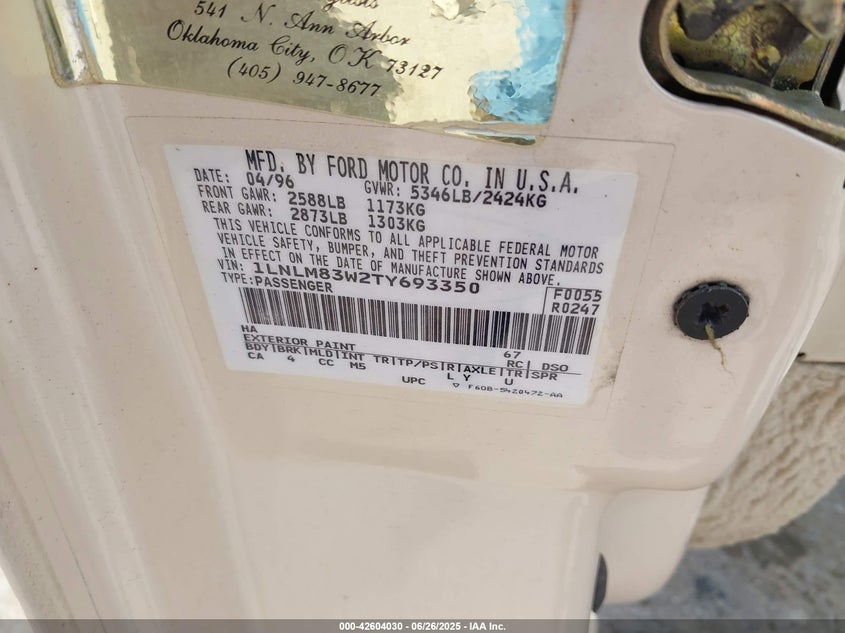 541 N. Ann Arbor
Oklahoma City, OK 73127
(405) 947-8677
MFD. BY FORD MOTOR CO. IN U.S.A.
DATE: 04/96 GVWR: 5346LB/2424KG
FRONT GAWR: 2588LB 1173KG
REAR GAWR: 2873LB 1303KG
THIS VEHICLE CONFORMS TO ALL APPLICABLE FEDERAL MOTOR
VEHICLE SAFETY, BUMPER, AND THEFT PREVENTION STANDARDS
IN EFFECT ON THE DATE OF MANUFACTURE SHOWN ABOVE.
VIN: 1LNLM83W2TY693350
TYPE: PASSENGER
F0055
R0247
HA 67
EXTERIOR PAINT RC| DSO
BDY|BRK|MLD|INT TR|TP/PS|R|AXLE|TR|SPR
CA 4 CC M5 L Y U
UPC F60B-5420472-AA
000-42604030 - 06/26/2025 - IAA Inc.